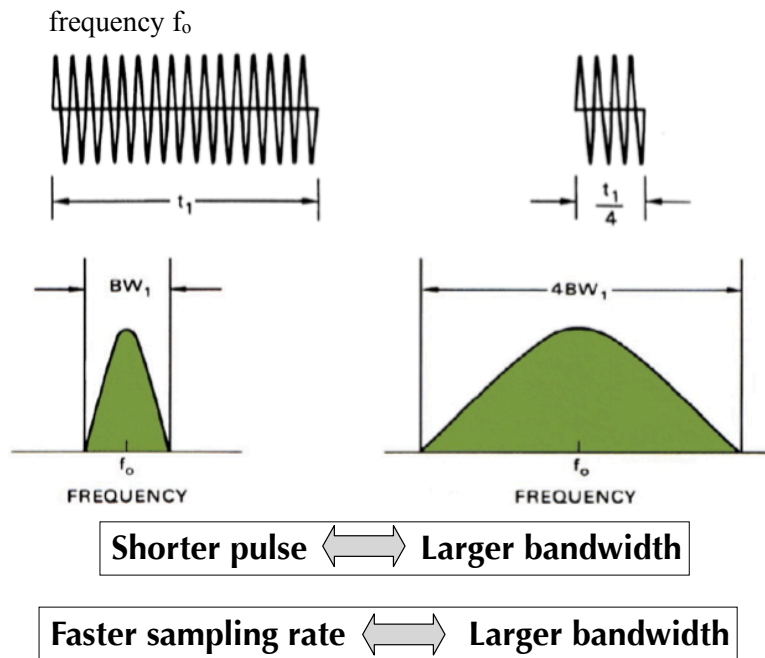 frequency fₒ
t₁
t₁
4
BW₁
4BW₁
fₒ
fₒ
FREQUENCY
FREQUENCY
Shorter pulse Larger bandwidth
Faster sampling rate Larger bandwidth